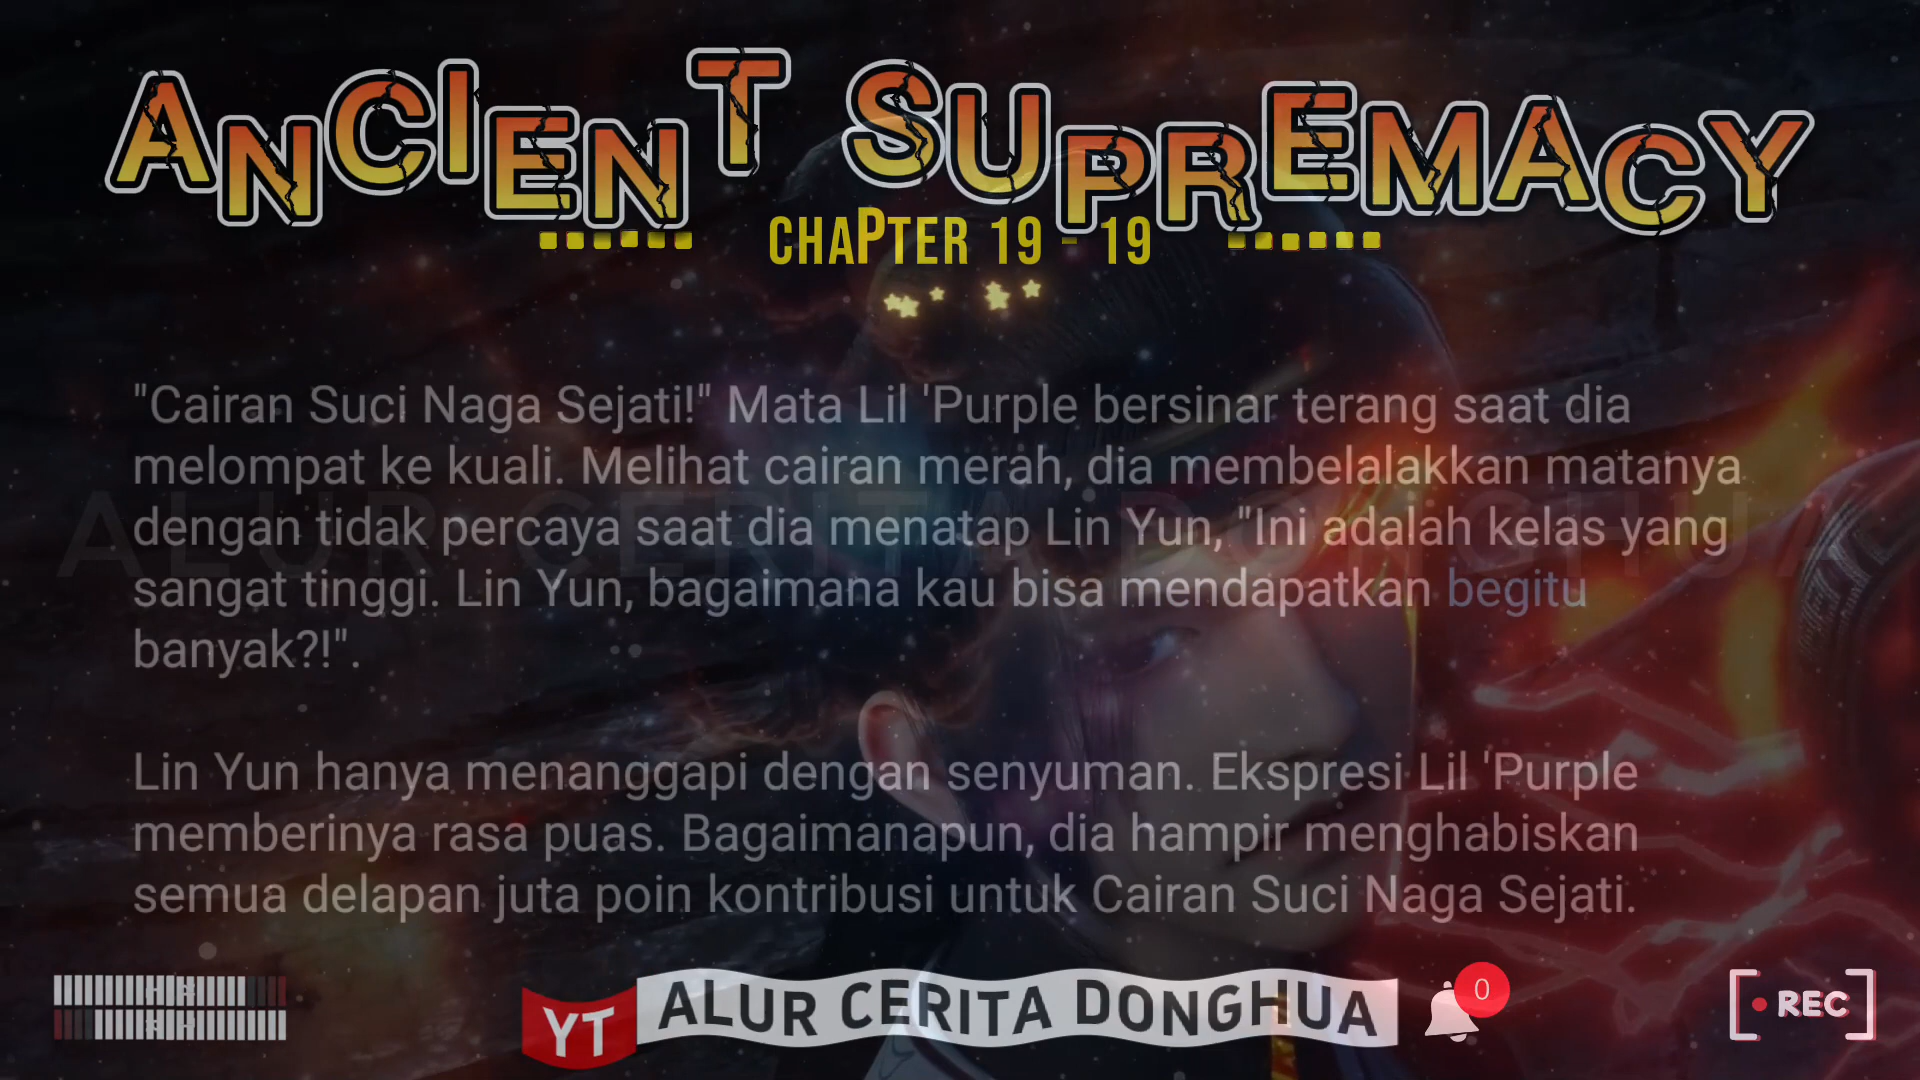 ANCIENT SUPREMACY
CHAPTER 19 - 19
"Cairan Suci Naga Sejati!" Mata Lil 'Purple bersinar terang saat dia
melompat ke kuali. Melihat cairan merah, dia membelalakkan matanya
ALUR CERITA DONGHUA
dengan tidak percaya saat dia menatap Lin Yun, "Ini adalah kelas yang
sangat tinggi. Lin Yun, bagaimana kau bisa mendapatkan begitu
banyak?!".
Lin Yun hanya menanggapi dengan senyuman. Ekspresi Lil 'Purple
memberinya rasa puas. Bagaimanapun, dia hampir menghabiskan
semua delapan juta poin kontribusi untuk Cairan Suci Naga Sejati.
YT ALUR CERITA DONGHUA 0
REC